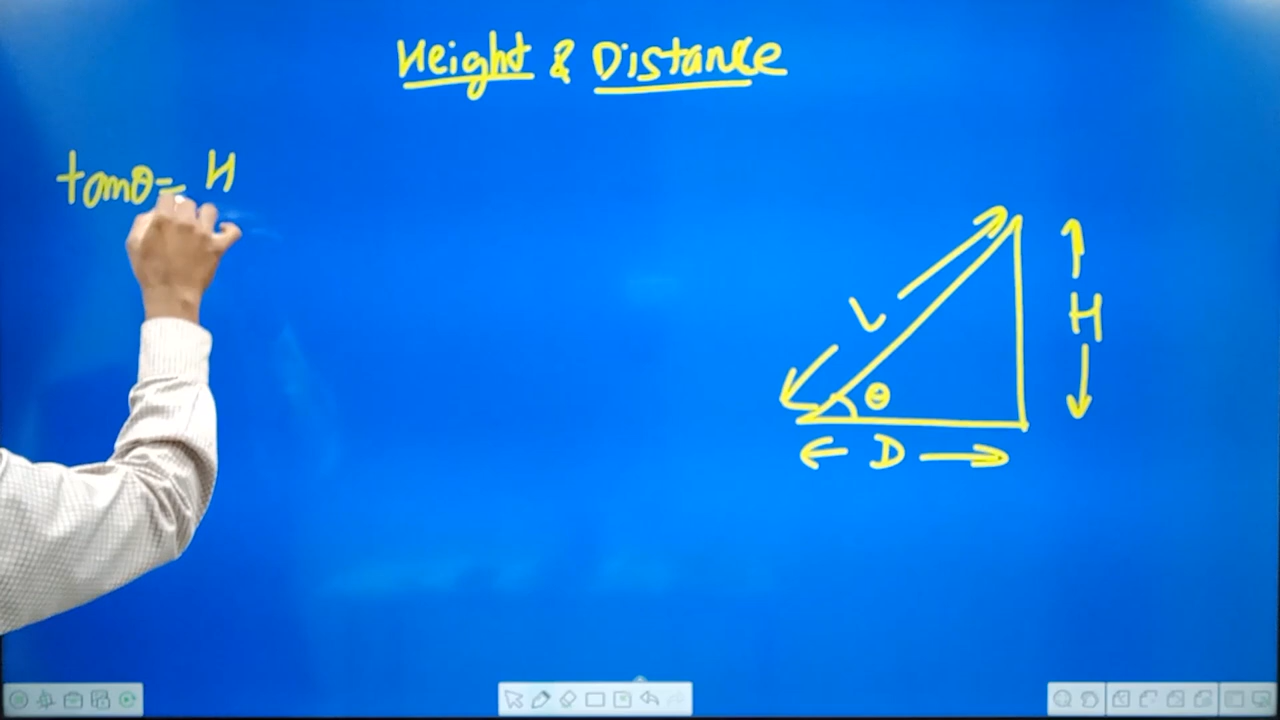 Height & Distance
tanθ= H
L
H
θ
D